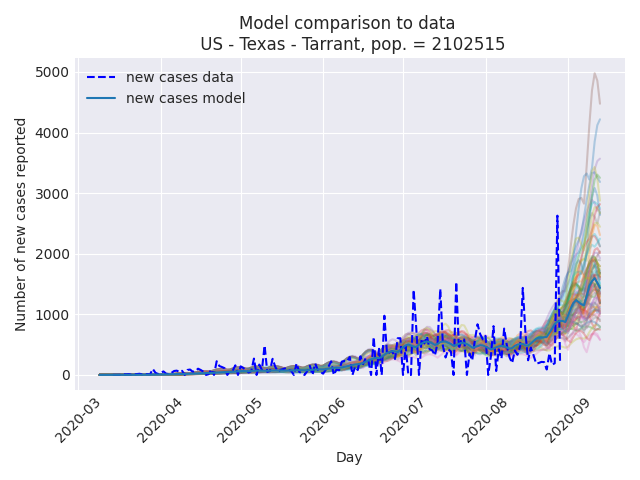 Model comparison to data
US - Texas - Tarrant, pop. = 2102515
new cases data
new cases model
Number of new cases reported
5000
4000
3000
2000
1000
0
2020-03
2020-04
2020-05
2020-06
2020-07
2020-08
2020-09
Day